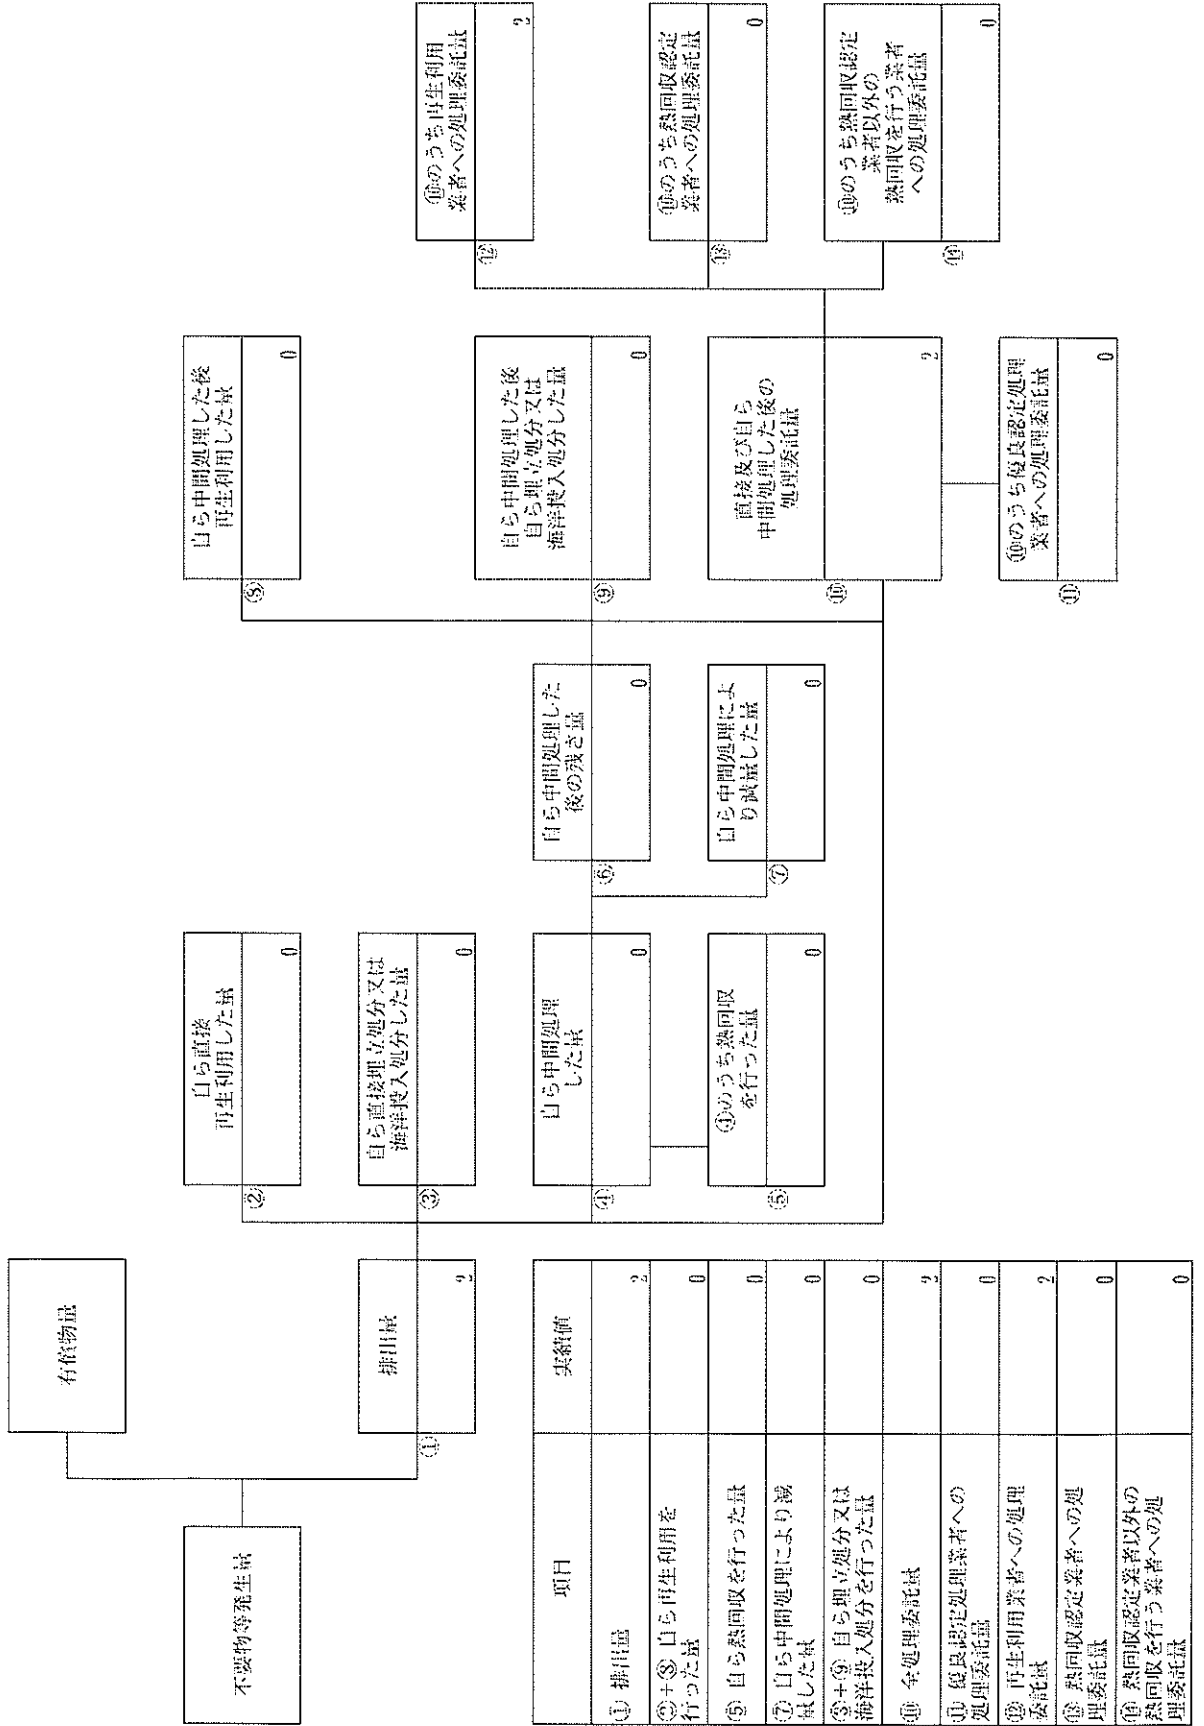 不要物等発生量
有償物量
①
排出量
2
②
自ら直接
再生利用した量
0
③
自ら直接埋立処分又は
海洋投入処分した量
0
④
自ら中間処理
した量
0
⑤
④のうち熱回収
を行った量
0
⑥
自ら中間処理した
後の残さ量
0
⑦
自ら中間処理によ
り減量した量
0
⑧
自ら中間処理した後
再生利用した量
0
⑨
自ら中間処理した後
自ら埋立処分又は
海洋投入処分した量
0
⑩
直接及び自ら
中間処理した後の
処理委託量
2
⑪
⑩のうち優良認定処理
業者への処理委託量
0
⑫
⑩のうち再生利用
業者への処理委託量
2
⑬
⑩のうち熱回収認定
業者への処理委託量
0
⑭
⑩のうち熱回収認定
業者以外の
熱回収を行う業者
への処理委託量
0
項目 実績値
① 排出量 2
②+⑧ 自ら再生利用を
行った量 0
⑤ 自ら熱回収を行った量 0
⑦ 自ら中間処理により減
量した量 0
③+⑨ 自ら埋立処分又は
海洋投入処分を行った量 0
⑩ 全処理委託量 2
⑪ 優良認定処理業者への
処理委託量 0
⑫ 再生利用業者への処理
委託量 2
⑬ 熱回収認定業者への処
理委託量 0
⑭ 熱回収認定業者以外の
熱回収を行う業者への処
理委託量 0